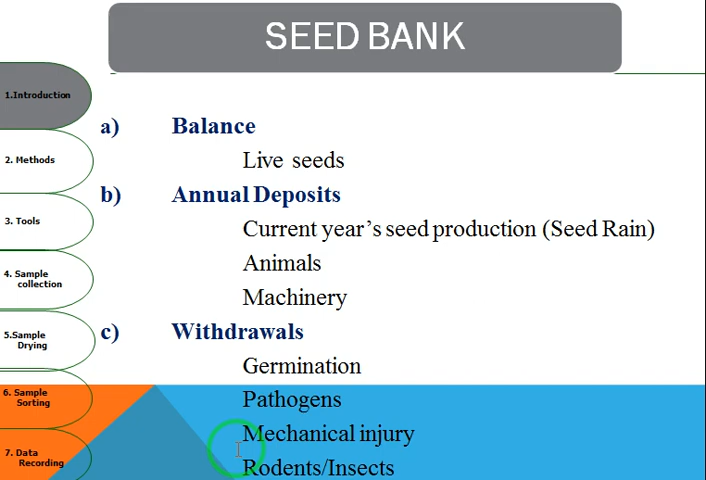 SEED BANK
1.Introduction
2. Methods
3. Tools
4. Sample
collection
5.Sample
Drying
6. Sample
Sorting
7. Data
Recording
a) Balance
Live seeds
b) Annual Deposits
Current year's seed production (Seed Rain)
Animals
Machinery
c) Withdrawals
Germination
Pathogens
Mechanical injury
Rodents/Insects